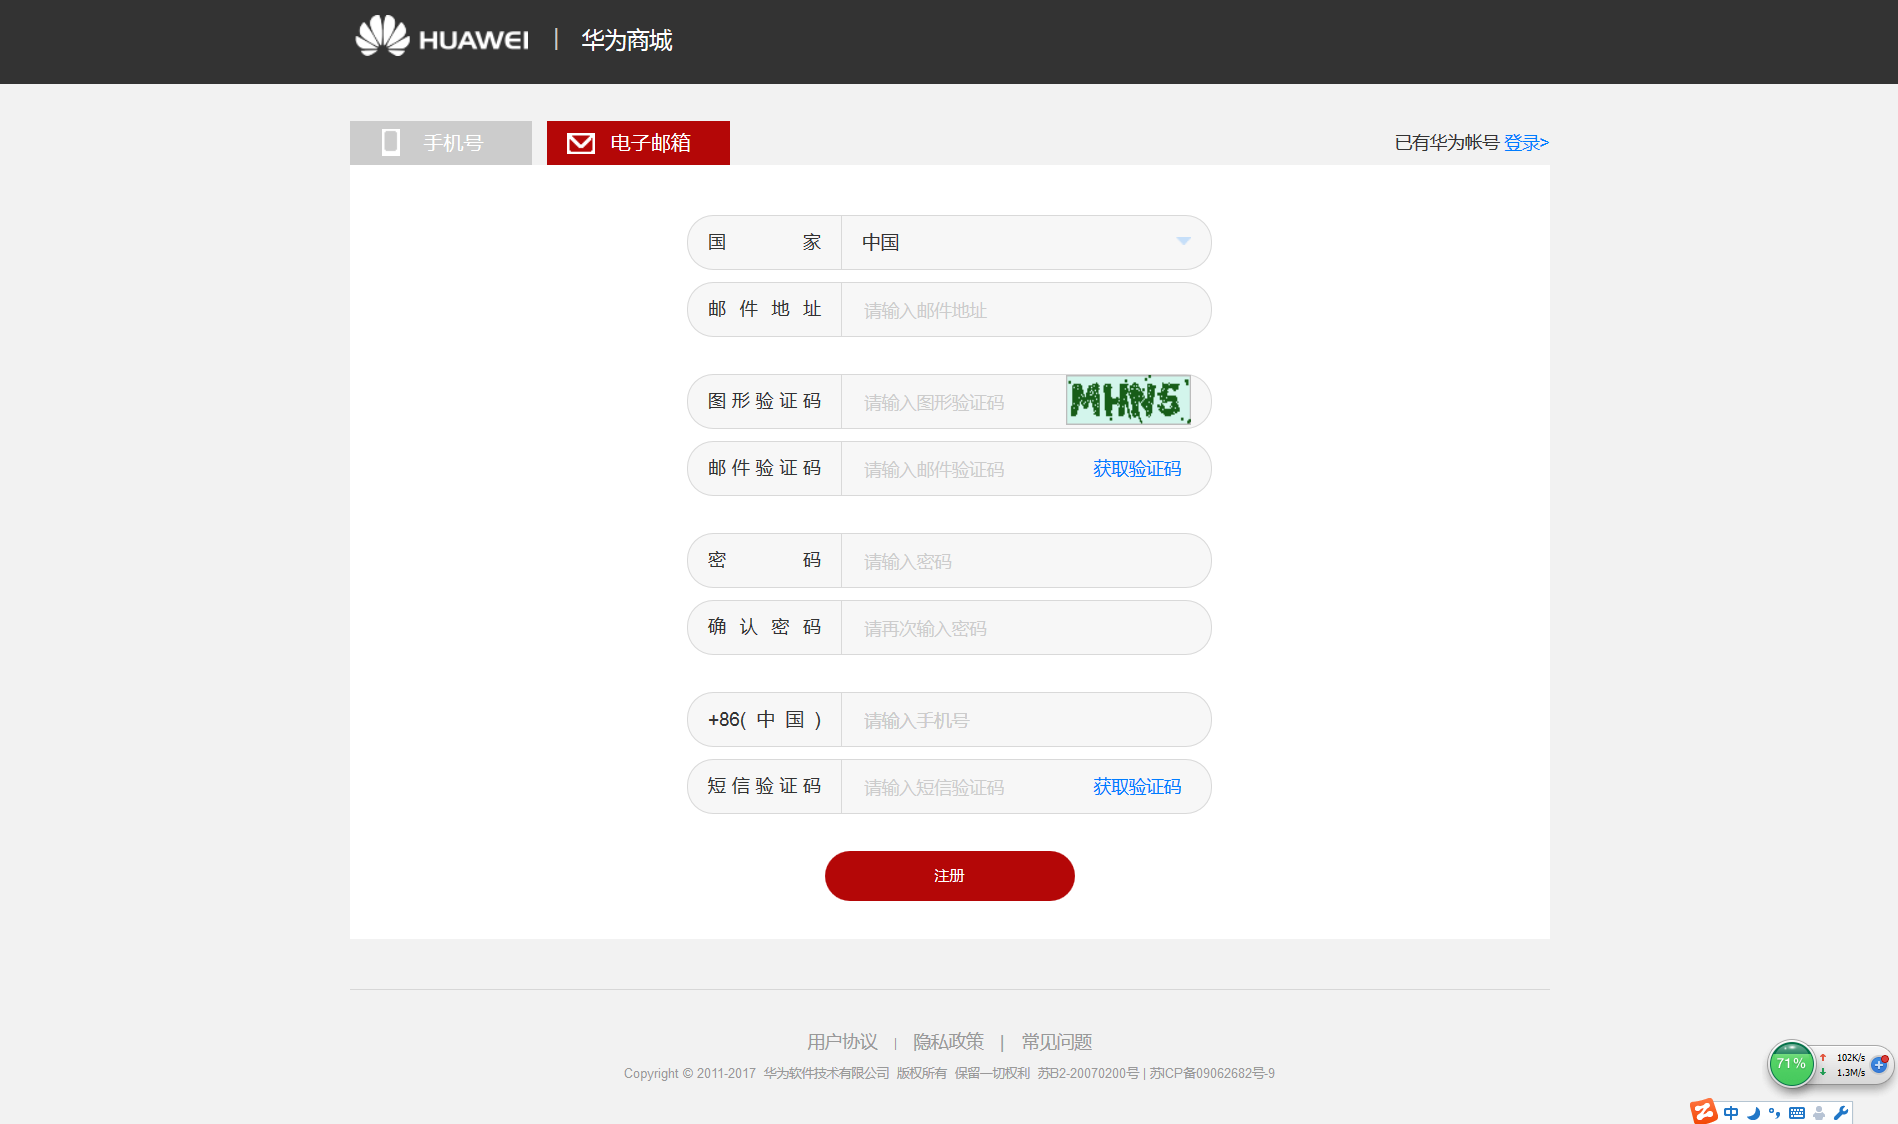 HUAWEI | 华为商城
手机号 电子邮箱 已有华为帐号 登录>
国家 中国
邮件地址 请输入邮件地址
图形验证码 请输入图形验证码 MHNS
邮件验证码 请输入邮件验证码 获取验证码
密码 请输入密码
确认密码 请再次输入密码
+86(中国) 请输入手机号
短信验证码 请输入短信验证码 获取验证码
注册
用户协议 | 隐私政策 | 常见问题
Copyright © 2011-2017 华为软件技术有限公司 版权所有 保留一切权利 苏B2-20070200号 | 苏ICP备09062682号-9
71% 102K/s
1.3M/s
中